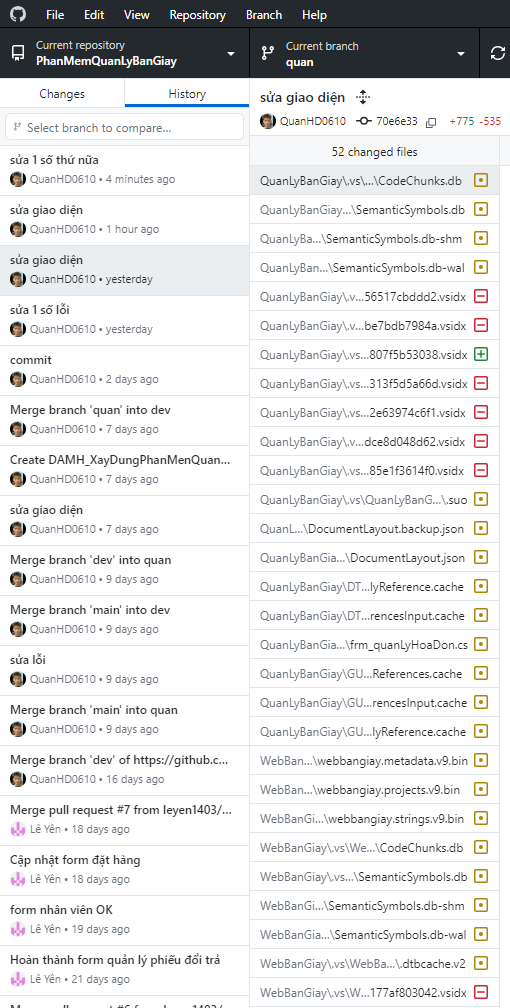 File Edit View Repository Branch Help
Current repository
PhanMemQuanLyBanGiay
Current branch
quan
Changes History
Select branch to compare...
sửa 1 số thứ nữa
QuanHD0610 • 4 minutes ago
sửa giao diện
QuanHD0610 • 1 hour ago
sửa giao diện
QuanHD0610 • yesterday
sửa 1 số lỗi
QuanHD0610 • yesterday
commit
QuanHD0610 • 2 days ago
Merge branch 'quan' into dev
QuanHD0610 • 7 days ago
Create DAMH_XayDungPhanMenQuan...
QuanHD0610 • 7 days ago
sửa giao diện
QuanHD0610 • 7 days ago
Merge branch 'dev' into quan
QuanHD0610 • 9 days ago
Merge branch 'main' into dev
QuanHD0610 • 9 days ago
sửa lỗi
QuanHD0610 • 9 days ago
Merge branch 'main' into quan
QuanHD0610 • 9 days ago
Merge branch 'dev' of https://github.c...
QuanHD0610 • 16 days ago
Merge pull request #7 from leyen1403/...
Lê Yên • 18 days ago
Cập nhật form đặt hàng
Lê Yên • 18 days ago
form nhân viên OK
Lê Yên • 19 days ago
Hoàn thành form quản lý phiếu đổi trả
Lê Yên • 21 days ago
Merge pull request #6 from leyen1403/...
sửa giao diện
QuanHD0610 70e6e33 +775 -535
52 changed files
QuanLyBanGiay\.vs\...\CodeChunks.db
QuanLyBanGiay...\SemanticSymbols.db
QuanLyBa...\SemanticSymbols.db-shm
QuanLyBan...\SemanticSymbols.db-wal
QuanLyBanGiay\.v...56517cbddd2.vsidx
QuanLyBanGiay\.vs...be7bdb7984a.vsidx
QuanLyBanGiay\.vs...807f5b53038.vsidx
QuanLyBanGiay\.vs...313f5d5a66d.vsidx
QuanLyBanGiay\.vs...2e63974c6f1.vsidx
QuanLyBanGiay\.v...dce8d048d62.vsidx
QuanLyBanGiay\.vs...85e1f3614f0.vsidx
QuanLyBanGiay\.vs\QuanLyBanG...\.suo
QuanL...\DocumentLayout.backup.json
QuanLyBanGia...\DocumentLayout.json
QuanLyBanGiay\DT...lyReference.cache
QuanLyBanGiay\DT...rencesInput.cache
QuanLyBanGia...\frm_quanLyHoaDon.cs
QuanLyBanGiay\GU...References.cache
QuanLyBanGiay\GU...rencesInput.cache
QuanLyBanGiay\GU...lyReference.cache
WebBan...\webbangiay.metadata.v9.bin
WebBan...\webbangiay.projects.v9.bin
WebBanGi...\webbangiay.strings.v9.bin
WebBanGiay\.vs\We...\CodeChunks.db
WebBanGiay\.vs...\SemanticSymbols.db
WebBanGi...\SemanticSymbols.db-shm
WebBanGia...\SemanticSymbols.db-wal
WebBanGiay\.vs\WebBa...\.dtbcache.v2
WebBanGiay\.vs\W...177af803042.vsidx